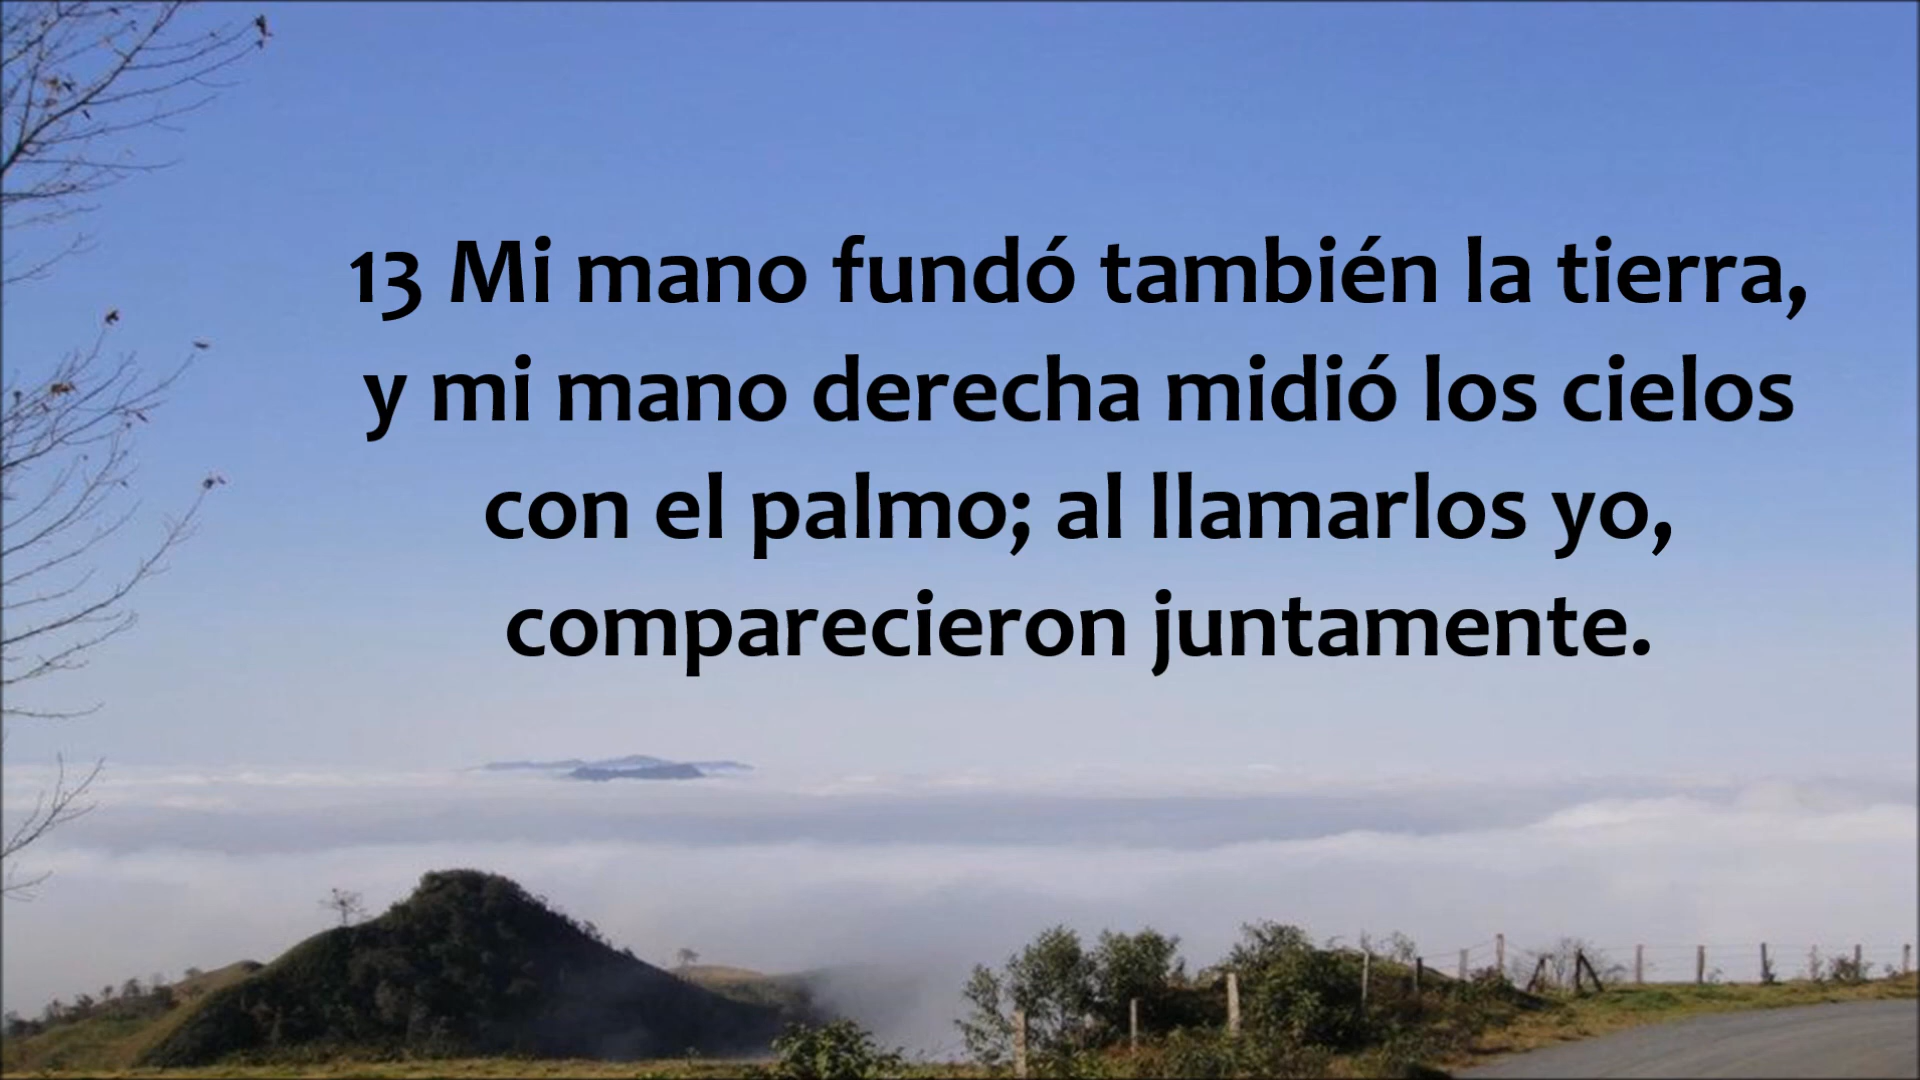 13 Mi mano fundó también la tierra,
y mi mano derecha midió los cielos
con el palmo; al llamarlos yo,
comparecieron juntamente.